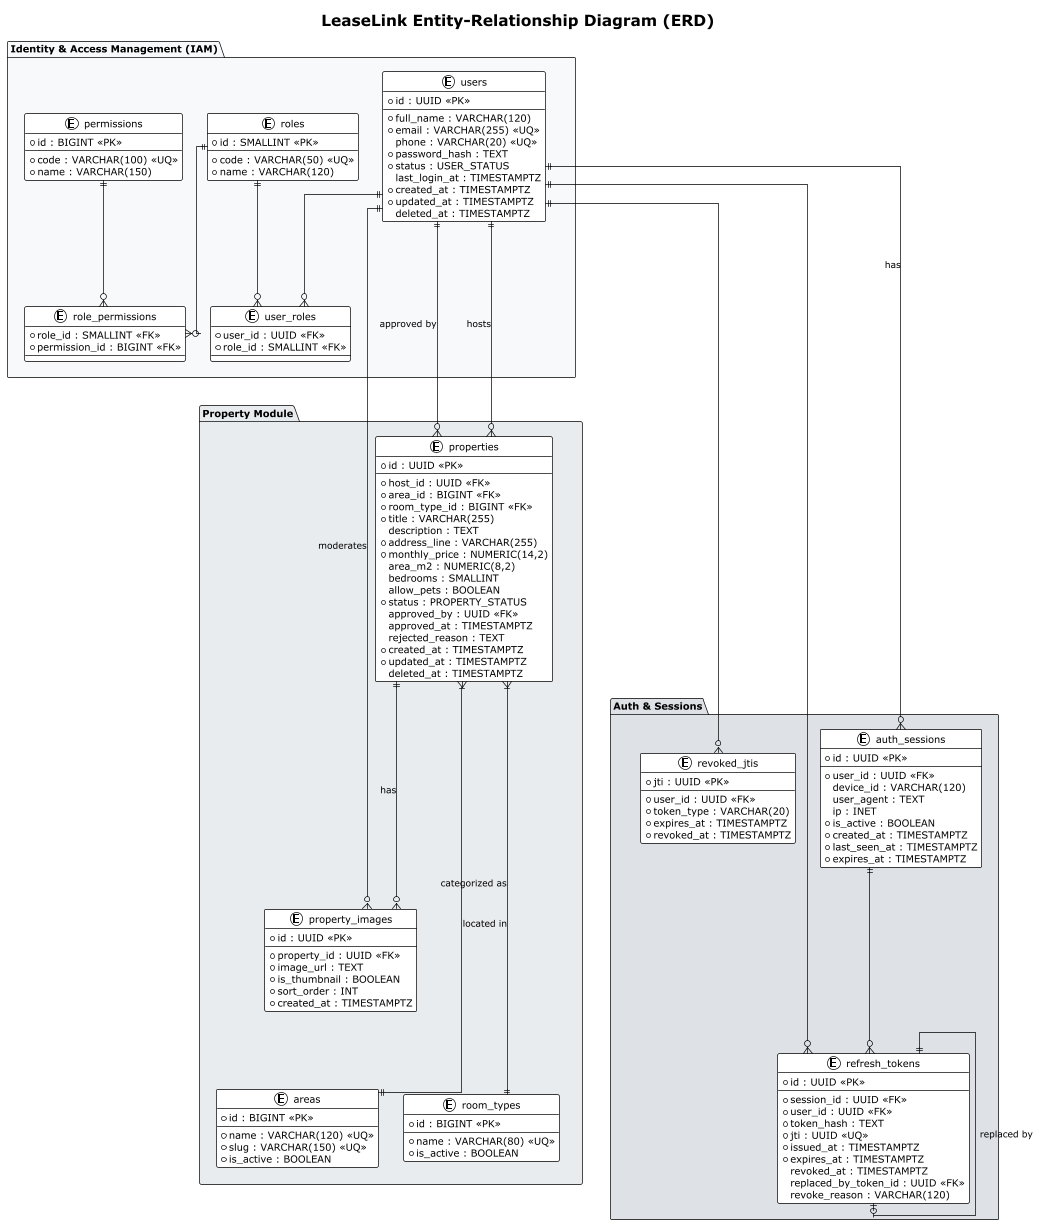 LeaseLink Entity-Relationship Diagram (ERD)
Identity & Access Management (IAM)
E users
id : UUID «PK»
full_name : VARCHAR(120)
email : VARCHAR(255) «UQ»
phone : VARCHAR(20) «UQ»
password_hash : TEXT
status : USER_STATUS
last_login_at : TIMESTAMPTZ
created_at : TIMESTAMPTZ
updated_at : TIMESTAMPTZ
deleted_at : TIMESTAMPTZ
E permissions
id : BIGINT «PK»
code : VARCHAR(100) «UQ»
name : VARCHAR(150)
E roles
id : SMALLINT «PK»
code : VARCHAR(50) «UQ»
name : VARCHAR(120)
has
E role_permissions
role_id : SMALLINT «FK»
permission_id : BIGINT «FK»
E user_roles
user_id : UUID «FK»
role_id : SMALLINT «FK»
approved by
hosts
Property Module
E properties
id : UUID «PK»
host_id : UUID «FK»
area_id : BIGINT «FK»
room_type_id : BIGINT «FK»
title : VARCHAR(255)
description : TEXT
address_line : VARCHAR(255)
monthly_price : NUMERIC(14,2)
area_m2 : NUMERIC(8,2)
bedrooms : SMALLINT
allow_pets : BOOLEAN
status : PROPERTY_STATUS
approved_by : UUID «FK»
approved_at : TIMESTAMPTZ
rejected_reason : TEXT
created_at : TIMESTAMPTZ
updated_at : TIMESTAMPTZ
deleted_at : TIMESTAMPTZ
moderates
has
categorized as
located in
E property_images
id : UUID «PK»
property_id : UUID «FK»
image_url : TEXT
is_thumbnail : BOOLEAN
sort_order : INT
created_at : TIMESTAMPTZ
E areas
id : BIGINT «PK»
name : VARCHAR(120) «UQ»
slug : VARCHAR(150) «UQ»
is_active : BOOLEAN
E room_types
id : BIGINT «PK»
name : VARCHAR(80) «UQ»
is_active : BOOLEAN
Auth & Sessions
E revoked_jtis
jti : UUID «PK»
user_id : UUID «FK»
token_type : VARCHAR(20)
expires_at : TIMESTAMPTZ
revoked_at : TIMESTAMPTZ
E auth_sessions
id : UUID «PK»
user_id : UUID «FK»
device_id : VARCHAR(120)
user_agent : TEXT
ip : INET
is_active : BOOLEAN
created_at : TIMESTAMPTZ
last_seen_at : TIMESTAMPTZ
expires_at : TIMESTAMPTZ
E refresh_tokens
id : UUID «PK»
session_id : UUID «FK»
user_id : UUID «FK»
token_hash : TEXT
jti : UUID «UQ»
issued_at : TIMESTAMPTZ
expires_at : TIMESTAMPTZ
revoked_at : TIMESTAMPTZ
replaced_by_token_id : UUID «FK»
revoke_reason : VARCHAR(120)
replaced by